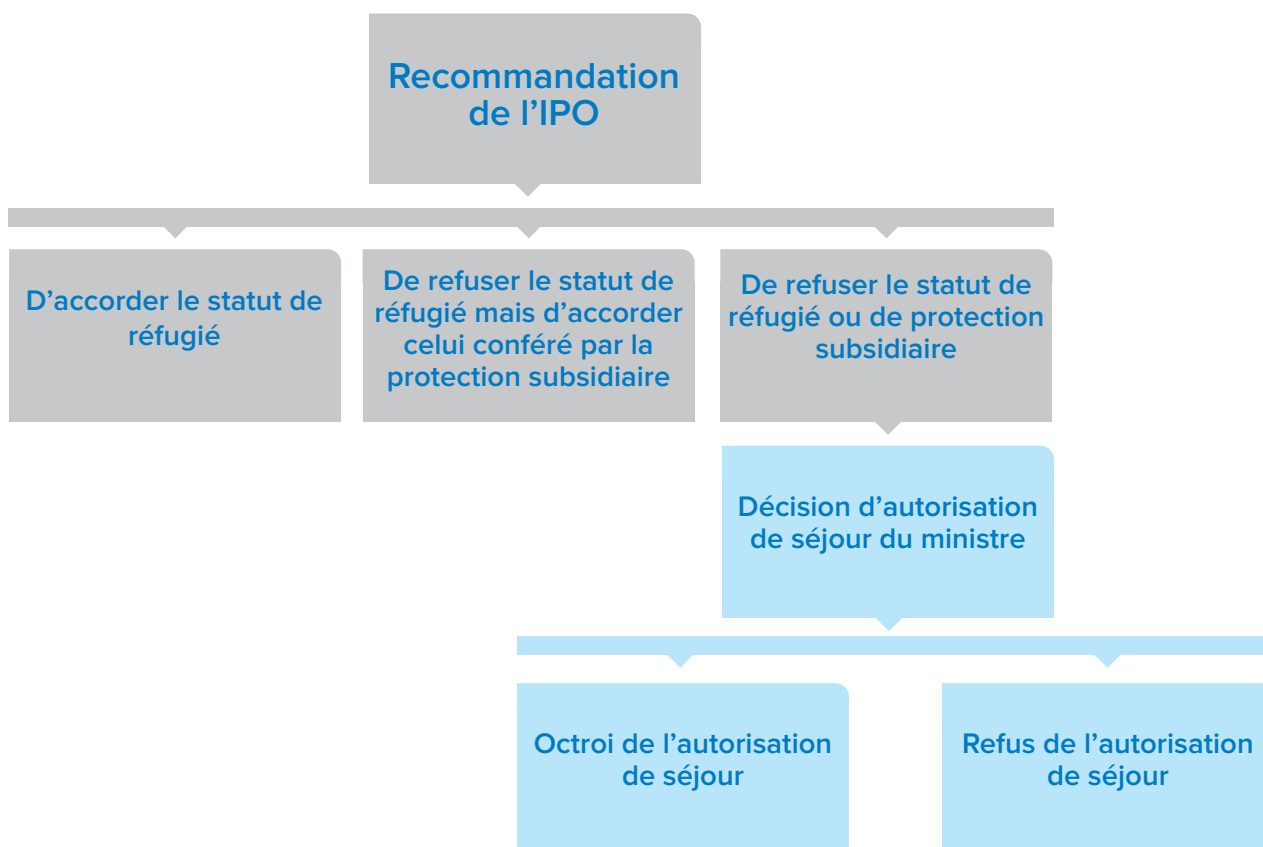 Recommandation
de l’IPO
D’accorder le statut de
réfugié
De refuser le statut de
réfugié mais d’accorder
celui conféré par la
protection subsidiaire
De refuser le statut de
réfugié ou de protection
subsidiaire
Décision d’autorisation
de séjour du ministre
Octroi de l’autorisation
de séjour
Refus de l’autorisation
de séjour